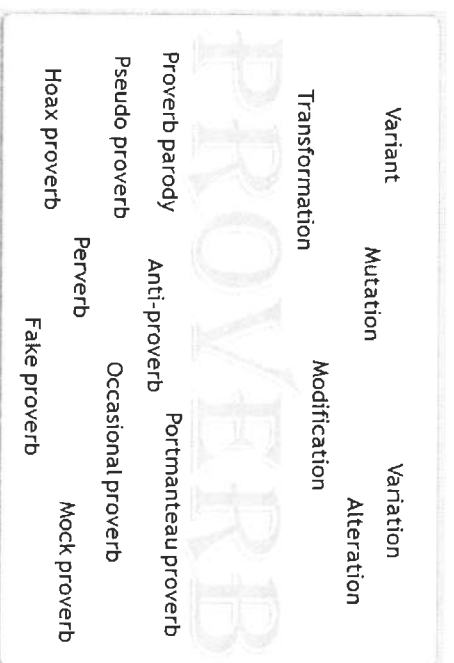 Variant
Mutation
Variation
Alteration
Transformation
Modification
PROVERB
Proverb parody
Portmanteau proverb
Anti-proverb
Pseudo proverb
Occasional proverb
Perverb
Mock proverb
Hoax proverb
Fake proverb